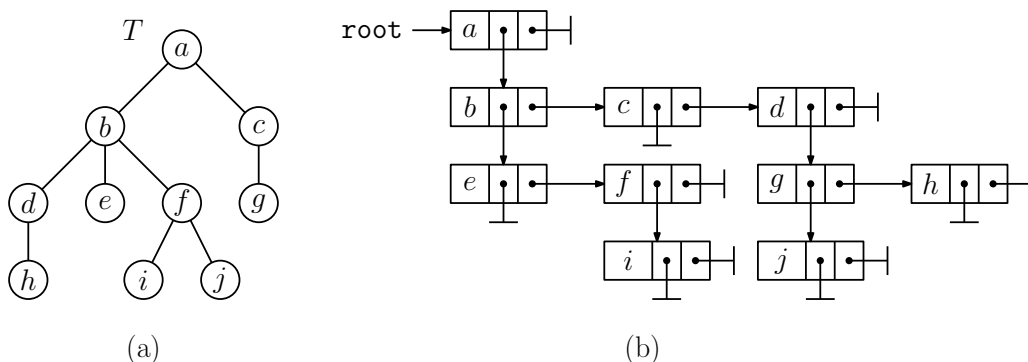 T
a
b c
d e f g
h i j
(a)
root a
b c d
e f g h
i j
(b)